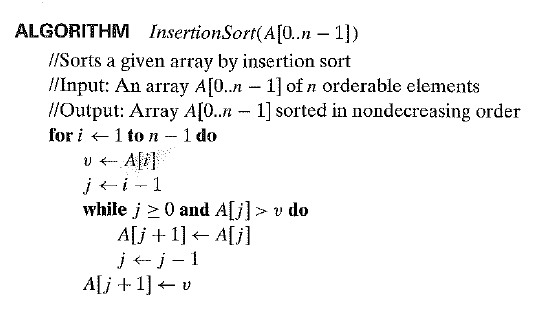 ALGORITHM InsertionSort(A[0..n − 1])
//Sorts a given array by insertion sort
//Input: An array A[0..n − 1] of n orderable elements
//Output: Array A[0..n − 1] sorted in nondecreasing order
for i ← 1 to n − 1 do
v ← A[i]
j ← i − 1
while j ≥ 0 and A[j] > v do
A[j + 1] ← A[j]
j ← j − 1
A[j + 1] ← v